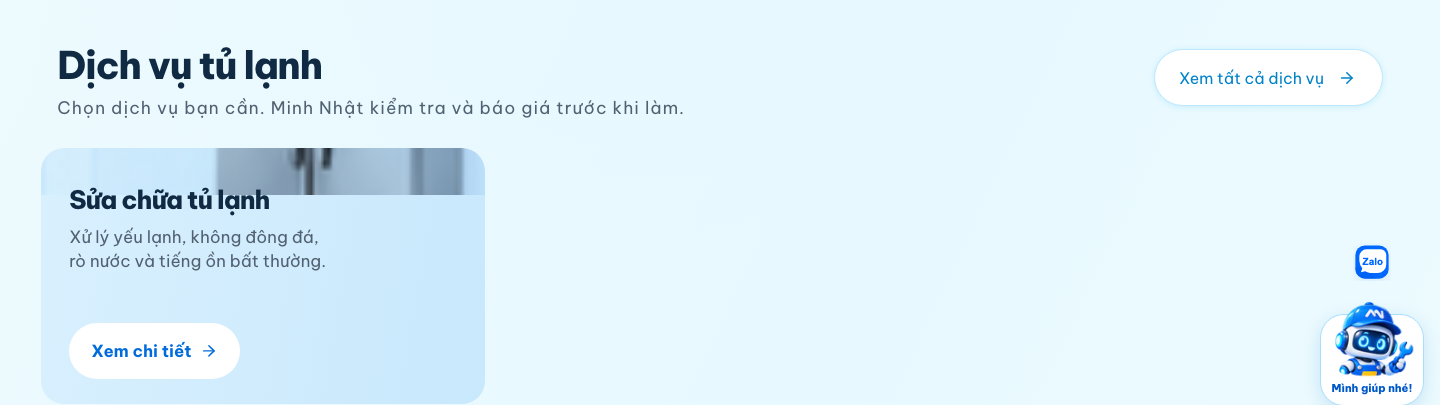 Dịch vụ tủ lạnh
Xem tất cả dịch vụ
Chọn dịch vụ bạn cần. Minh Nhật kiểm tra và báo giá trước khi làm.
Sửa chữa tủ lạnh
Xử lý yếu lạnh, không đông đá,
rò nước và tiếng ồn bất thường.
Xem chi tiết
Zalo
Mình giúp nhé!